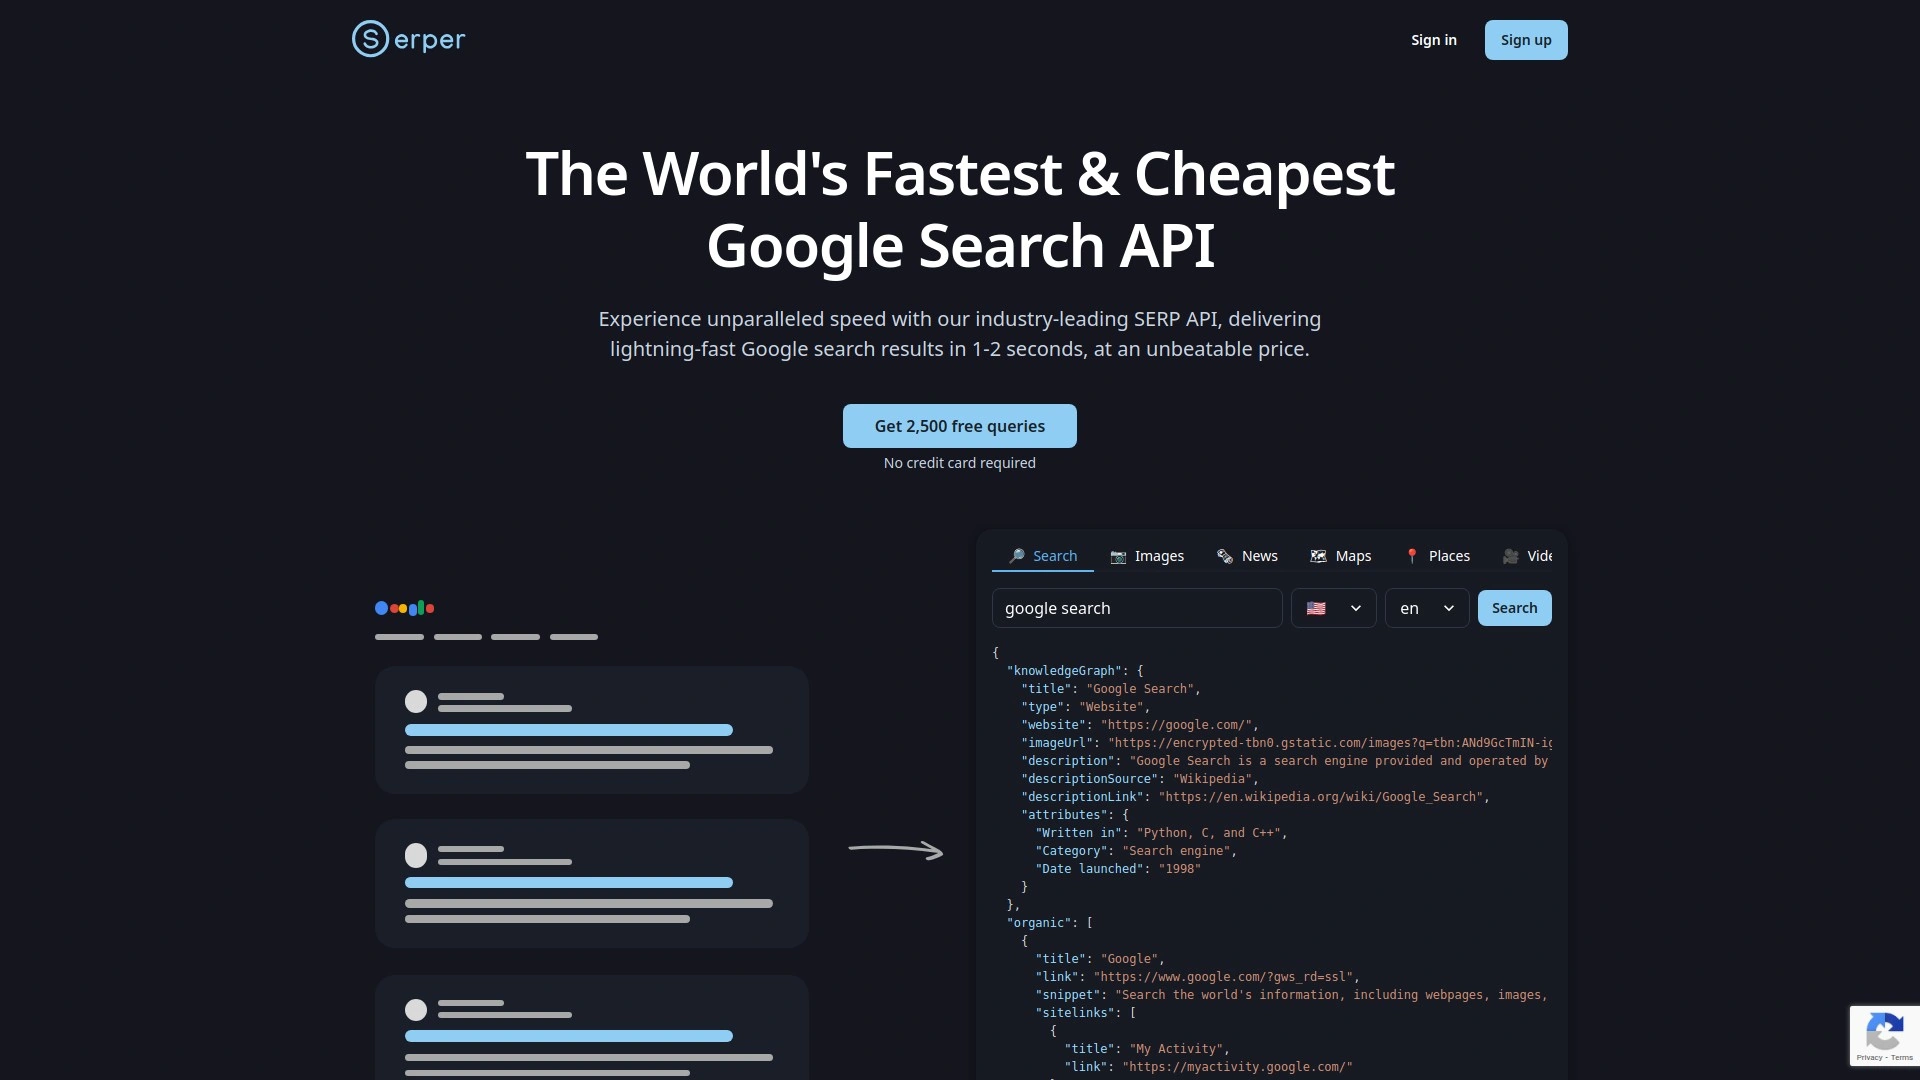 Serper
Sign in
Sign up
The World's Fastest & Cheapest
Google Search API
Experience unparalleled speed with our industry-leading SERP API, delivering
lightning-fast Google search results in 1-2 seconds, at an unbeatable price.
Get 2,500 free queries
No credit card required
Search
Images
News
Maps
Places
Vide
google search
en
Search
{
"knowledgeGraph": {
"title": "Google Search",
"type": "Website",
"website": "https://google.com/",
"imageUrl": "https://encrypted-tbn0.gstatic.com/images?q=tbn:ANd9GcTmIN-ig
"description": "Google Search is a search engine provided and operated by
"descriptionSource": "Wikipedia",
"descriptionLink": "https://en.wikipedia.org/wiki/Google_Search",
"attributes": {
"Written in": "Python, C, and C++",
"Category": "Search engine",
"Date launched": "1998"
}
},
"organic": [
{
"title": "Google",
"link": "https://www.google.com/?gws_rd=ssl",
"snippet": "Search the world's information, including webpages, images,
"sitelinks": [
{
"title": "My Activity",
"link": "https://myactivity.google.com/"
Privacy - Terms